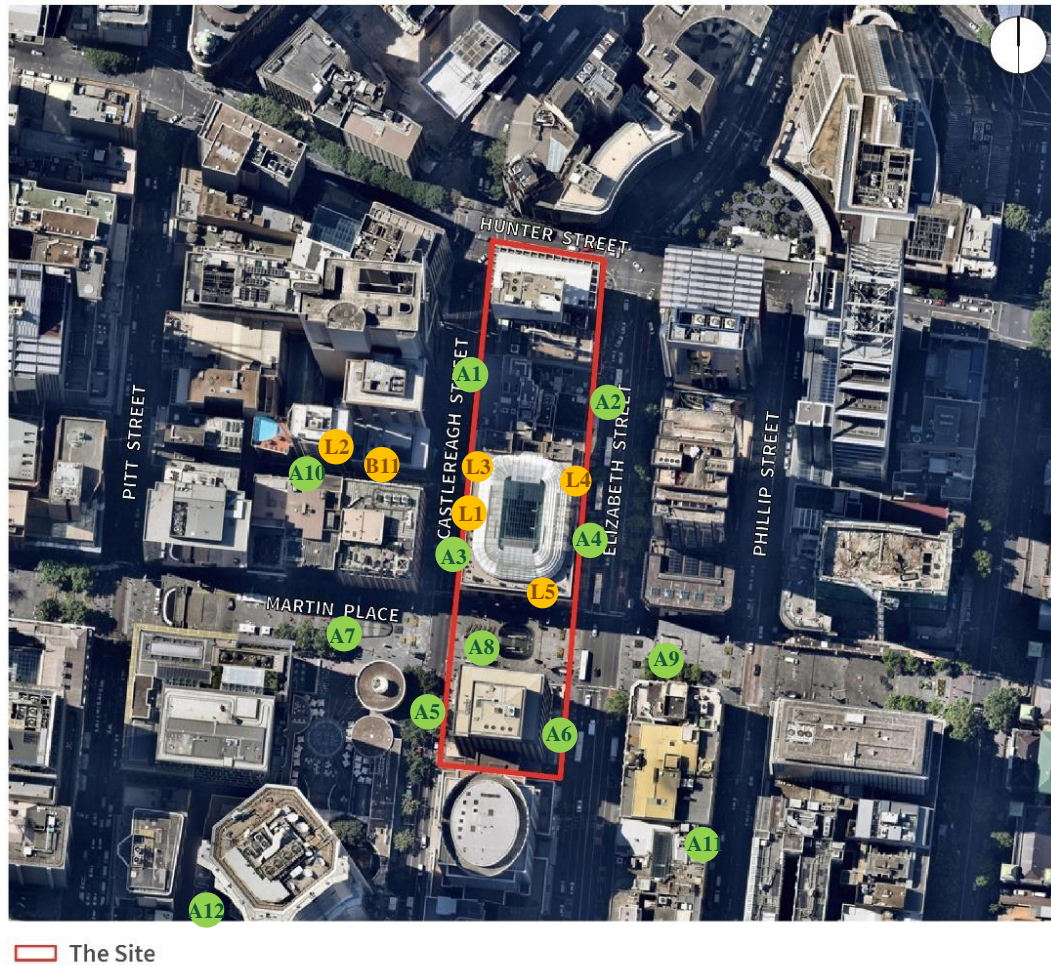 HUNTER STREET
A1
CASTLEREAGH STREET
A2
ELIZABETH STREET
PITT STREET
PHILLIP STREET
L2
B11
A10
L3
L4
L1
A3
A4
L5
MARTIN PLACE
A7
A8
A9
A5
A6
A11
A12
The Site